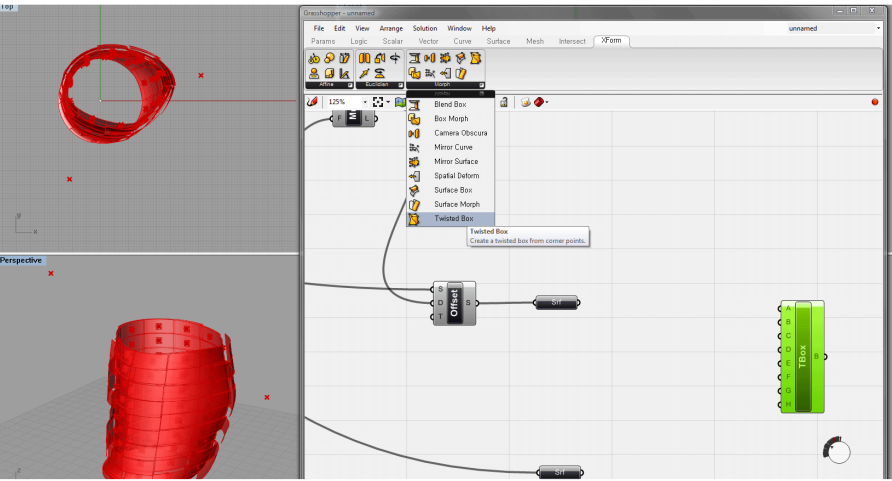 Top
Grasshopper - unnamed
File Edit View Arrange Solution Window Help
unnamed
Params Logic Scalar Vector Curve Surface Mesh Intersect XForm
Affine
Euclidian
Morph
125%
F
M
L
Blend Box
Box Morph
Camera Obscura
Mirror Curve
Mirror Surface
Spatial Deform
Surface Box
Surface Morph
Twisted Box
Twisted Box
Create a twisted box from corner points.
y
x
Perspective
z
S
D
T
Offset
S
Srf
A
B
C
D
E
F
G
H
TBox
B
Srf